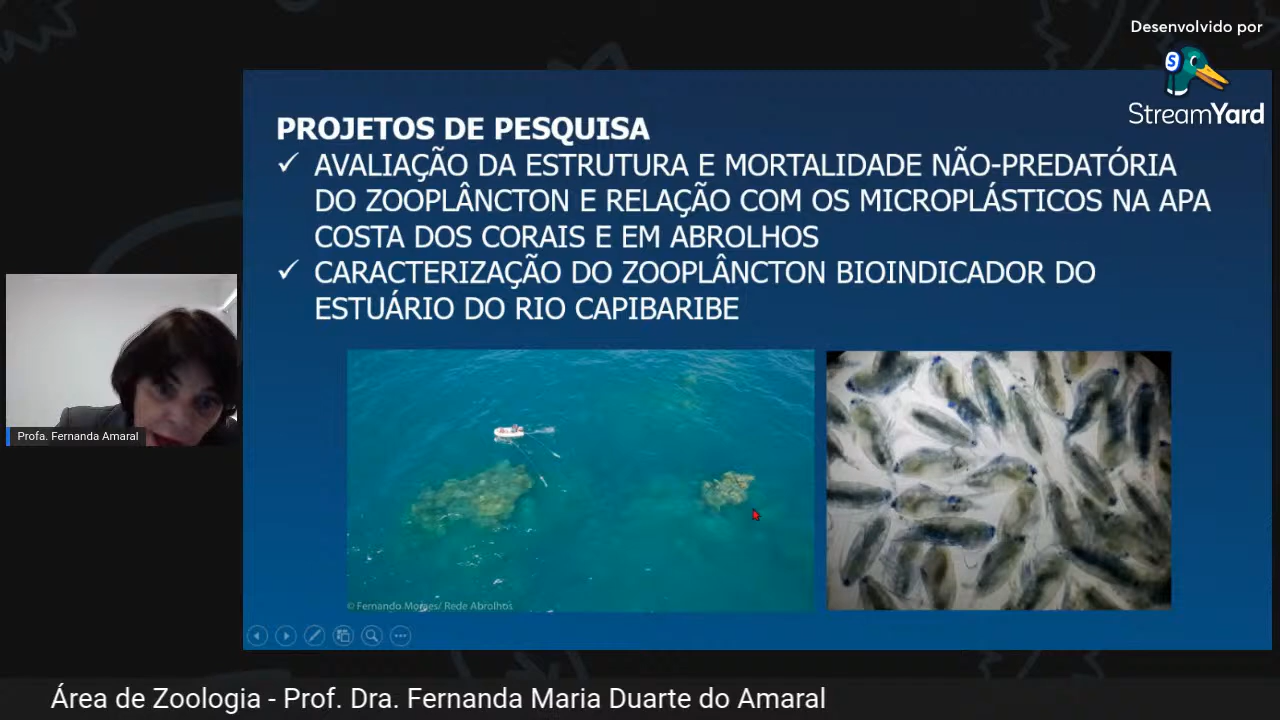 Desenvolvido por
StreamYard
PROJETOS DE PESQUISA
✓ AVALIAÇÃO DA ESTRUTURA E MORTALIDADE NÃO-PREDATÓRIA
DO ZOOPLÂNCTON E RELAÇÃO COM OS MICROPLÁSTICOS NA APA
COSTA DOS CORAIS E EM ABROLHOS
✓ CARACTERIZAÇÃO DO ZOOPLÂNCTON BIOINDICADOR DO
ESTUÁRIO DO RIO CAPIBARIBE
Profa. Fernanda Amaral
© Fernando Moraes/ Rede Abrolhos
Área de Zoologia - Prof. Dra. Fernanda Maria Duarte do Amaral